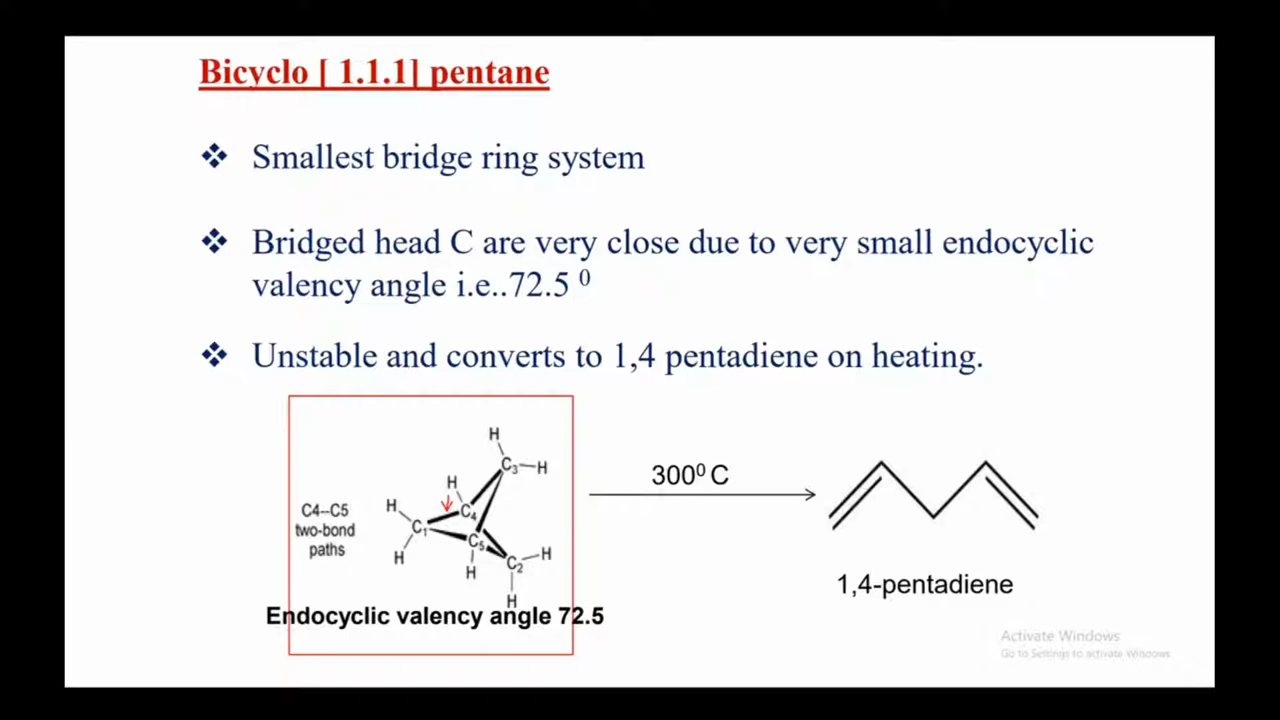 Bicyclo [ 1.1.1] pentane
❖ Smallest bridge ring system
❖ Bridged head C are very close due to very small endocyclic
valency angle i.e..72.5 ⁰
❖ Unstable and converts to 1,4 pentadiene on heating.
C4--C5
two-bond
paths
H
C₃ H
H
H C₄
C₁
C₅
H
H
C₂ H
H
Endocyclic valency angle 72.5
300⁰ C
1,4-pentadiene
Activate Windows
Go to Settings to activate Windows.